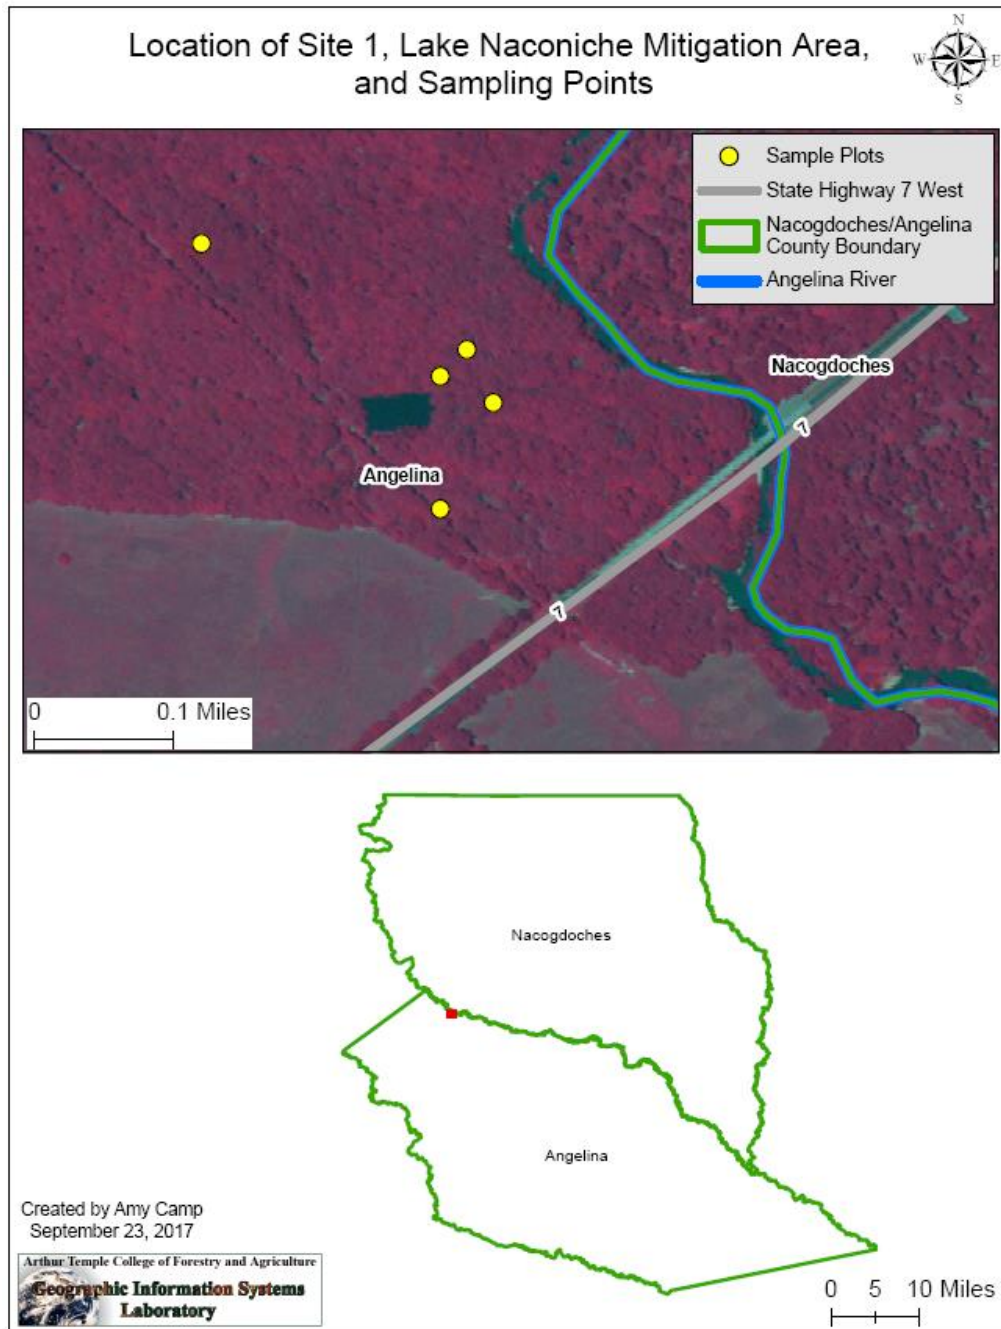 Location of Site 1, Lake Naconiche Mitigation Area,
and Sampling Points
N
W
E
S
Sample Plots
State Highway 7 West
Nacogdoches/Angelina
County Boundary
Angelina River
Nacogdoches
7
Angelina
7
0
0.1 Miles
Nacogdoches
Angelina
Created by Amy Camp
September 23, 2017
Arthur Temple College of Forestry and Agriculture
Geographic Information Systems
Laboratory
0 5 10 Miles